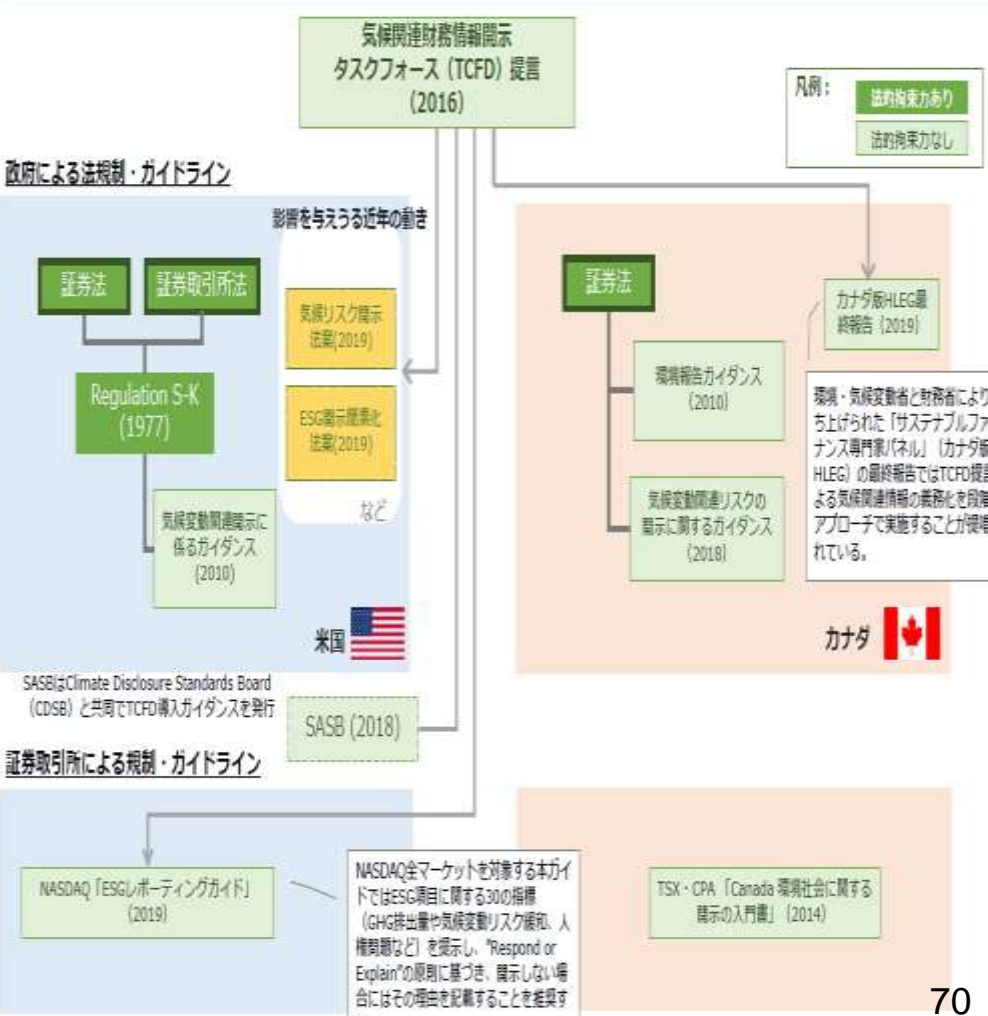 気候関連財務情報開示
タスクフォース（TCFD）提言
（2016）
凡例：
法的拘束力あり
法的拘束力なし
政府による法規制・ガイドライン
影響を与えうる近年の動き
証券法
証券取引所法
Regulation S-K
(1977)
気候変動関連開示に
係るガイダンス
(2010)
気候リスク開示
法案(2019)
ESG開示簡素化
法案(2019)
など
米国
証券法
環境報告ガイダンス
（2010）
気候変動関連リスクの
開示に関するガイダンス
（2018）
カナダ版HLEG最
終報告（2019）
環境・気候変動省と財務省により
ち上げられた「サステナブルファ
ナンス専門家パネル」（カナダ版
HLEG）の最終報告ではTCFD提言
よる気候関連情報の義務化を段階
アプローチで実施することが提唱
れている。
カナダ
SASBはClimate Disclosure Standards Board
（CDSB）と共同でTCFD導入ガイダンスを発行
SASB (2018)
証券取引所による規制・ガイドライン
NASDAQ「ESGレポーティングガイド」
（2019）
NASDAQ全マーケットを対象する本ガイ
ドではESG項目に関する30の指標
（GHG排出量や気候変動リスク緩和、人
権問題など）を提示し、"Respond or
Explain"の原則に基づき、開示しない場
合にはその理由を記載することを推奨す
TSX・CPA「Canada 環境社会に関する
開示の入門書」（2014）
70